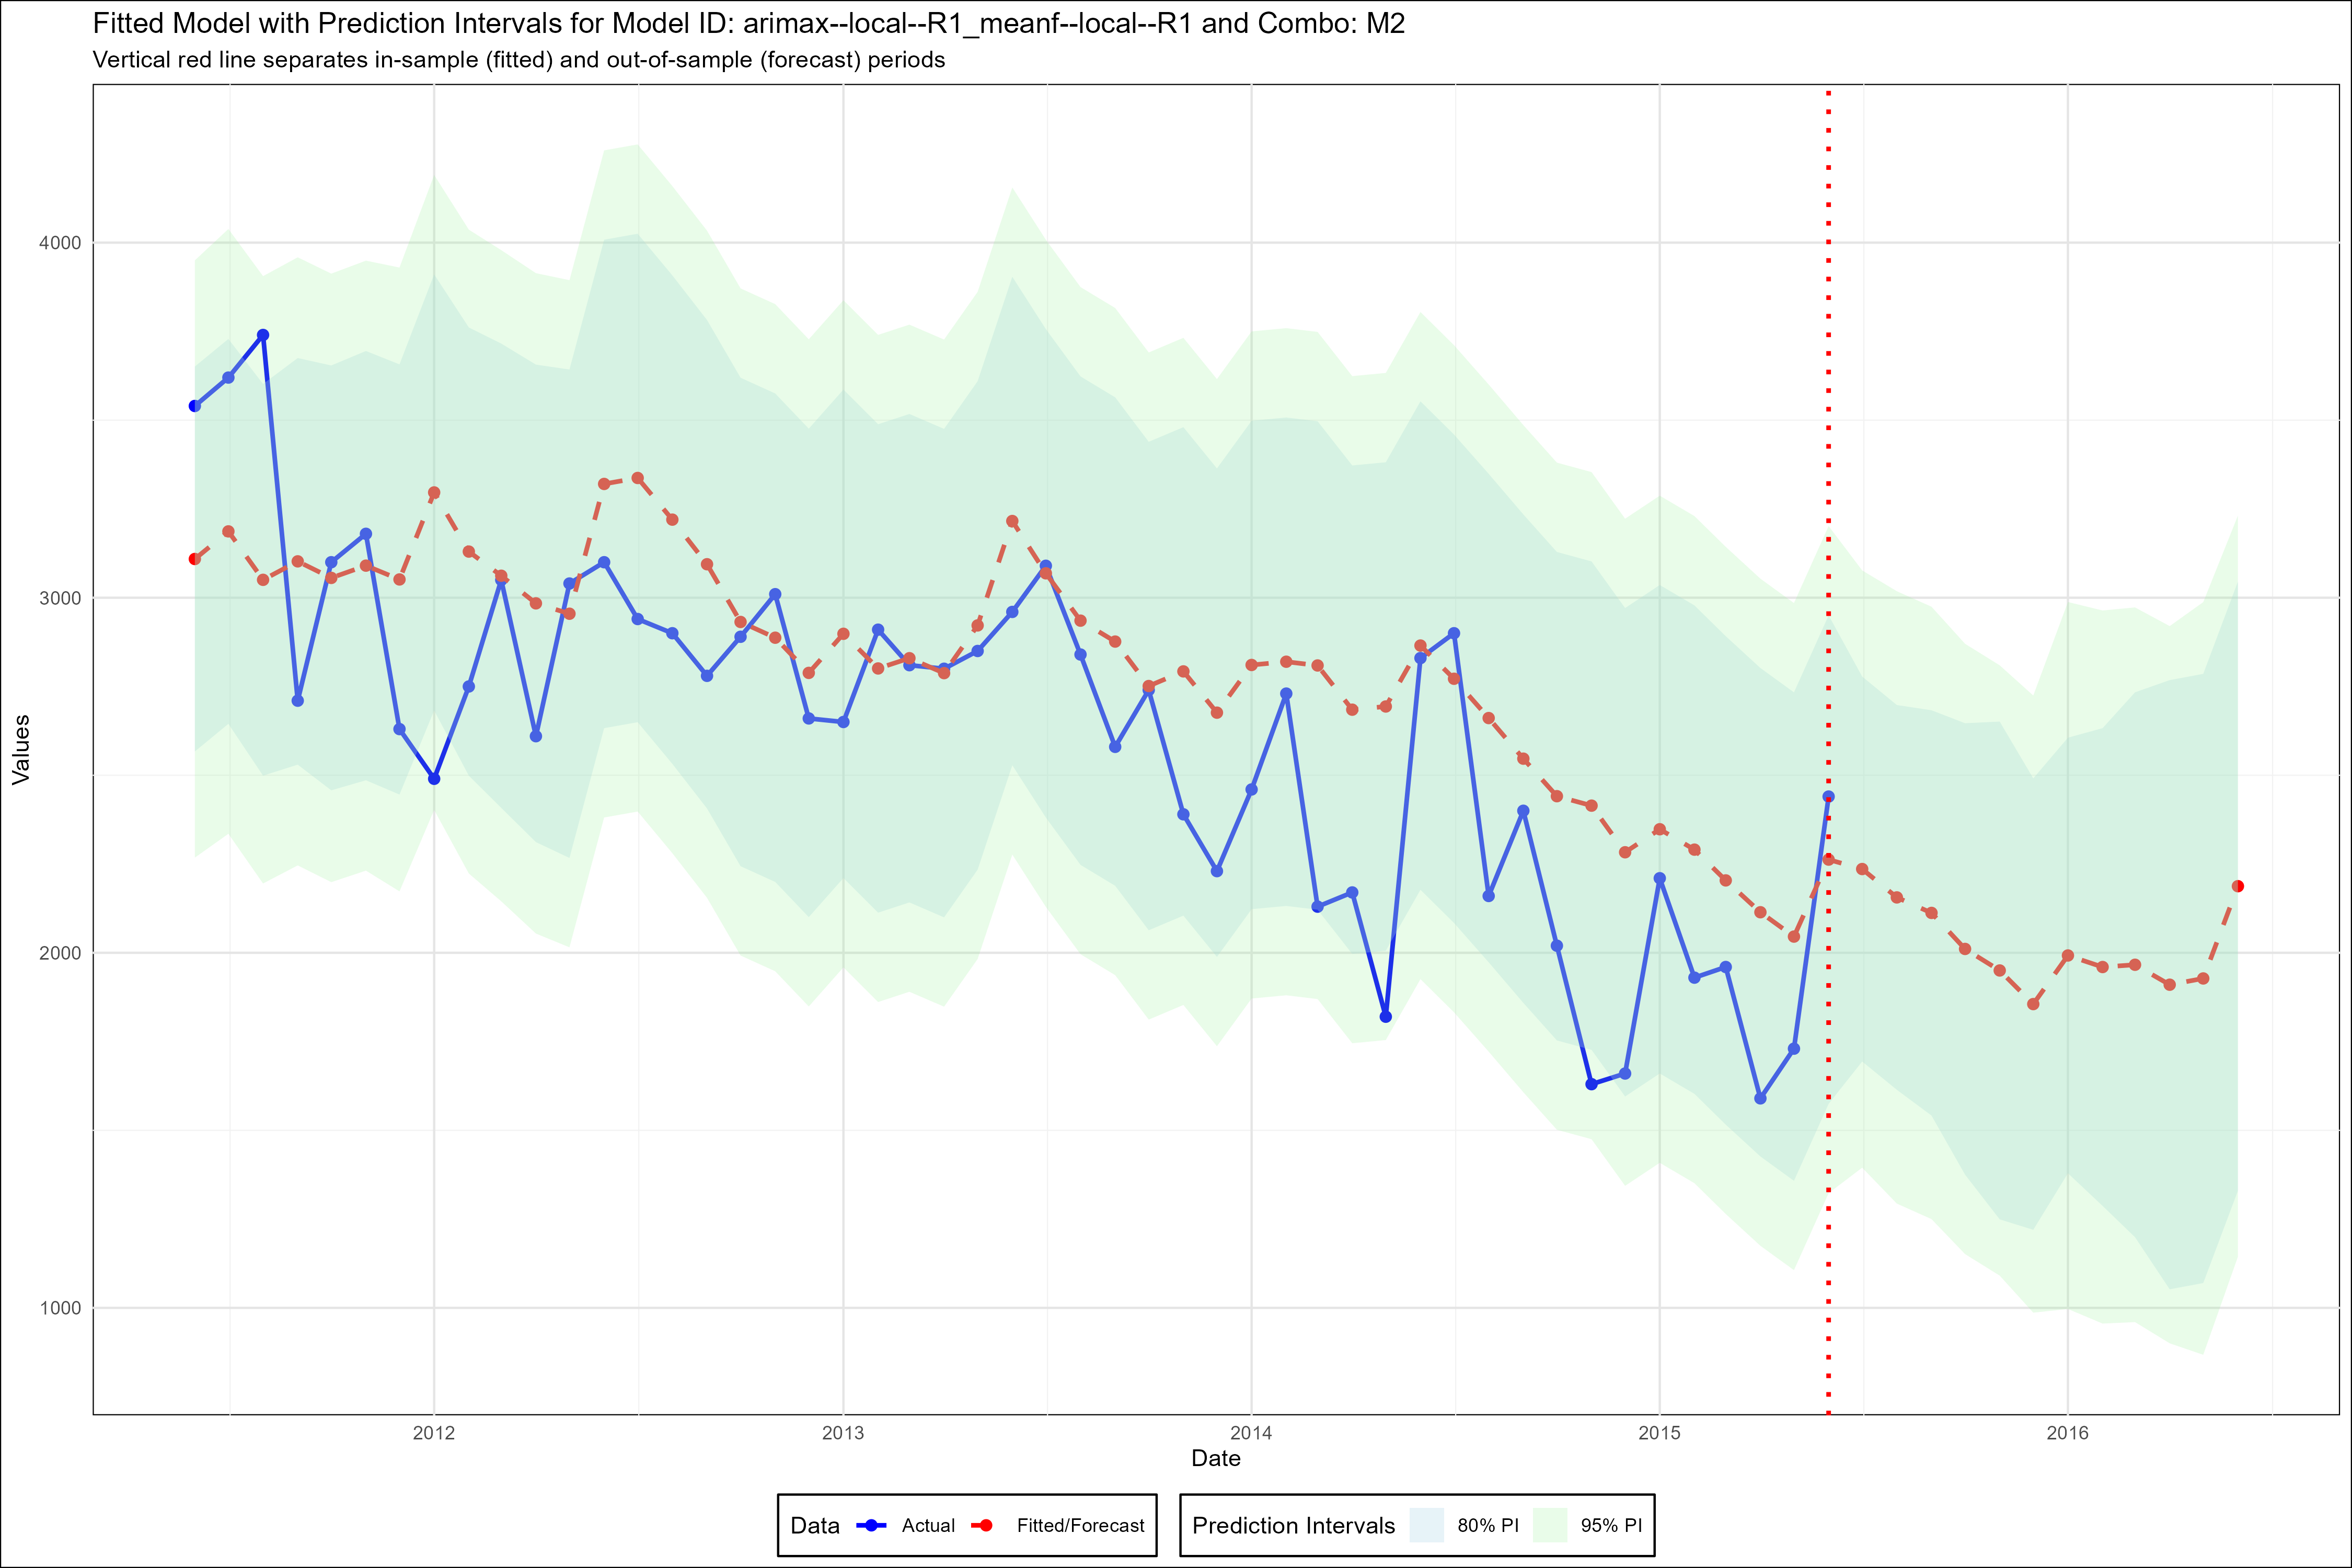 Fitted Model with Prediction Intervals for Model ID: arimax--local--R1_meanf--local--R1 and Combo: M2
Vertical red line separates in-sample (fitted) and out-of-sample (forecast) periods
Values
4000
3000
2000
1000
2012 2013 2014 2015 2016
Date
Data Actual Fitted/Forecast Prediction Intervals 80% PI 95% PI